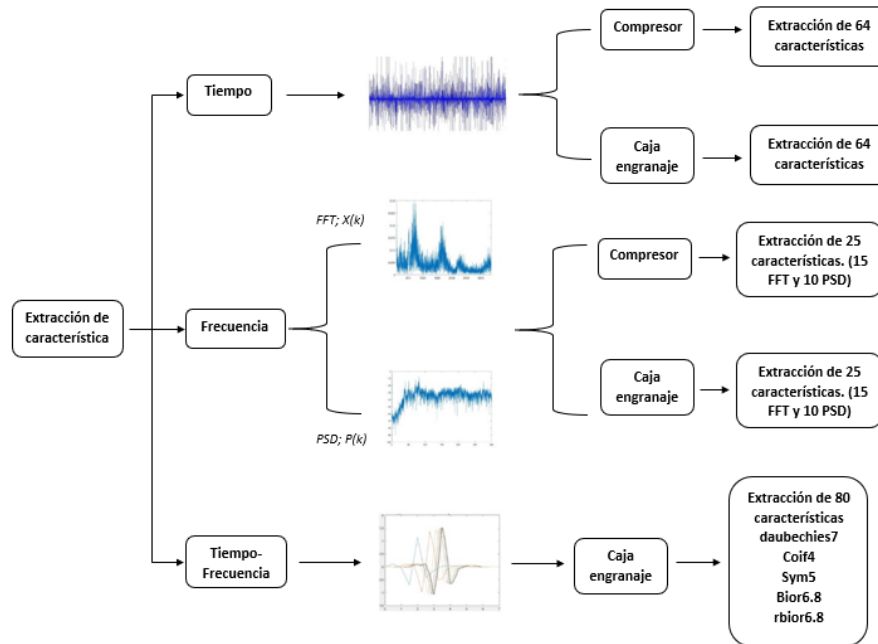 Extracción de
característica
Tiempo
Compresor
Extracción de 64
características
Caja
engranaje
Extracción de 64
características
Frecuencia
FFT; X(k)
PSD; P(k)
Compresor
Extracción de 25
características. (15
FFT y 10 PSD)
Caja
engranaje
Extracción de 25
características. (15
FFT y 10 PSD)
Tiempo-
Frecuencia
Caja
engranaje
Extracción de 80
características
daubechies7
Coif4
Sym5
Bior6.8
rbior6.8